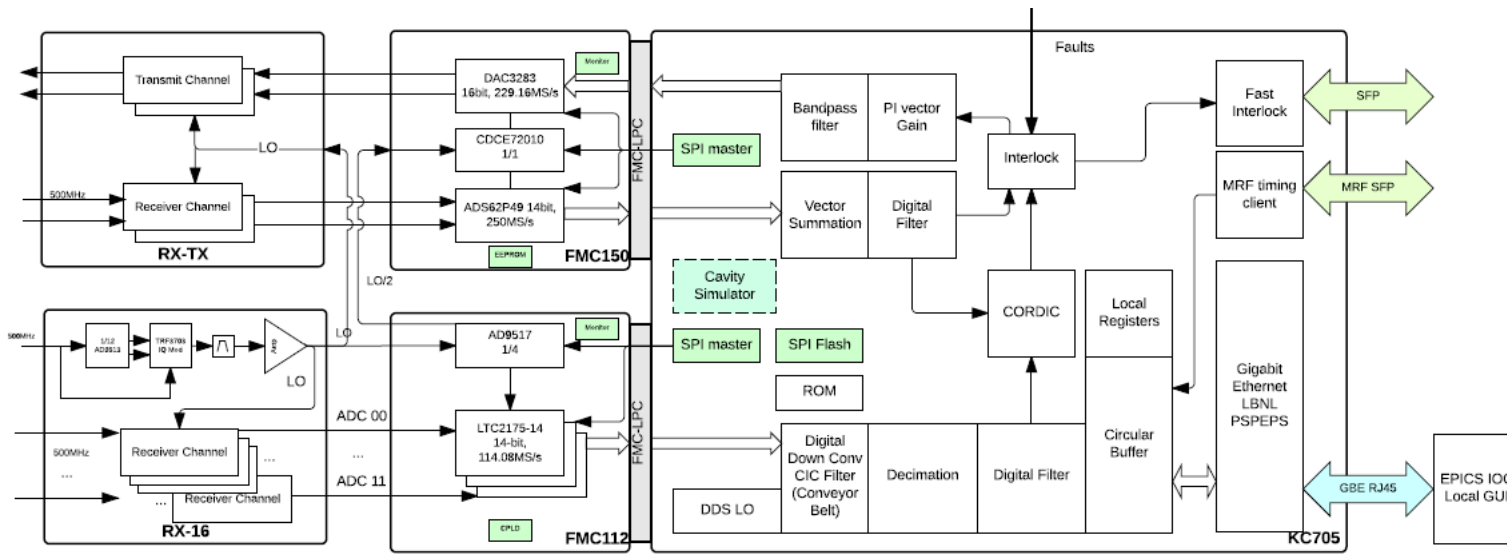 Transmit Channel
LO
500MHz
Receiver Channel
RX-TX
DAC3283
16bit, 229.16MS/s
CDCE72010
1/1
ADS62P49 14bit,
250MS/s
Monitor
EEPROM
FMC150
FMC-LPC
LO/2
500MHz
1/12
TRF3703
IQ Mod
Amp
LO
LO
500MHz
...
Receiver Channel
...
...
Receiver Channel
RX-16
ADC 00
...
ADC 11
AD9517
1/4
Monitor
LTC2175-14
14-bit,
114.08MS/s
CPLD
FMC112
FMC-LPC
Faults
Bandpass
filter
PI vector
Gain
SPI master
Interlock
Vector
Summation
Digital
Filter
Cavity
Simulator
CORDIC
Local
Registers
SPI master
SPI Flash
ROM
Digital
Down Conv
CIC Filter
(Conveyor
Belt)
DDS LO
Decimation
Digital Filter
Circular
Buffer
Fast
Interlock
MRF timing
client
Gigabit
Ethernet
LBNL
PSPEPS
KC705
SFP
MRF SFP
GBE RJ45
EPICS IOC
Local GUI